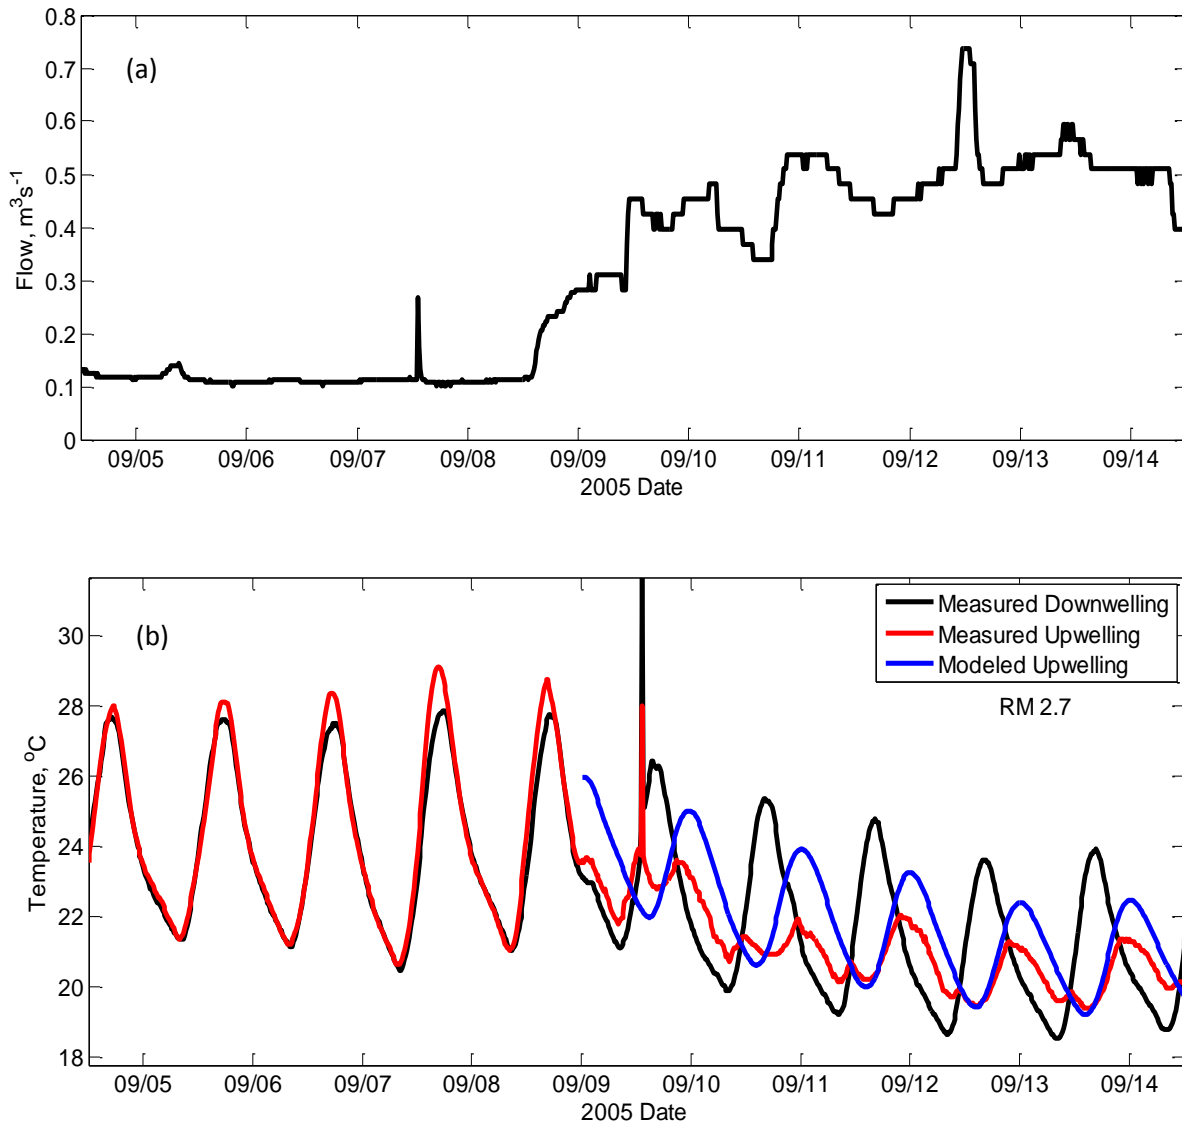 (a)
Flow, m³s⁻¹
0.8
0.7
0.6
0.5
0.4
0.3
0.2
0.1
0
09/05 09/06 09/07 09/08 09/09 09/10 09/11 09/12 09/13 09/14
2005 Date
(b)
Temperature, °C
30
28
26
24
22
20
18
Measured Downwelling
Measured Upwelling
Modeled Upwelling
RM 2.7
09/05 09/06 09/07 09/08 09/09 09/10 09/11 09/12 09/13 09/14
2005 Date